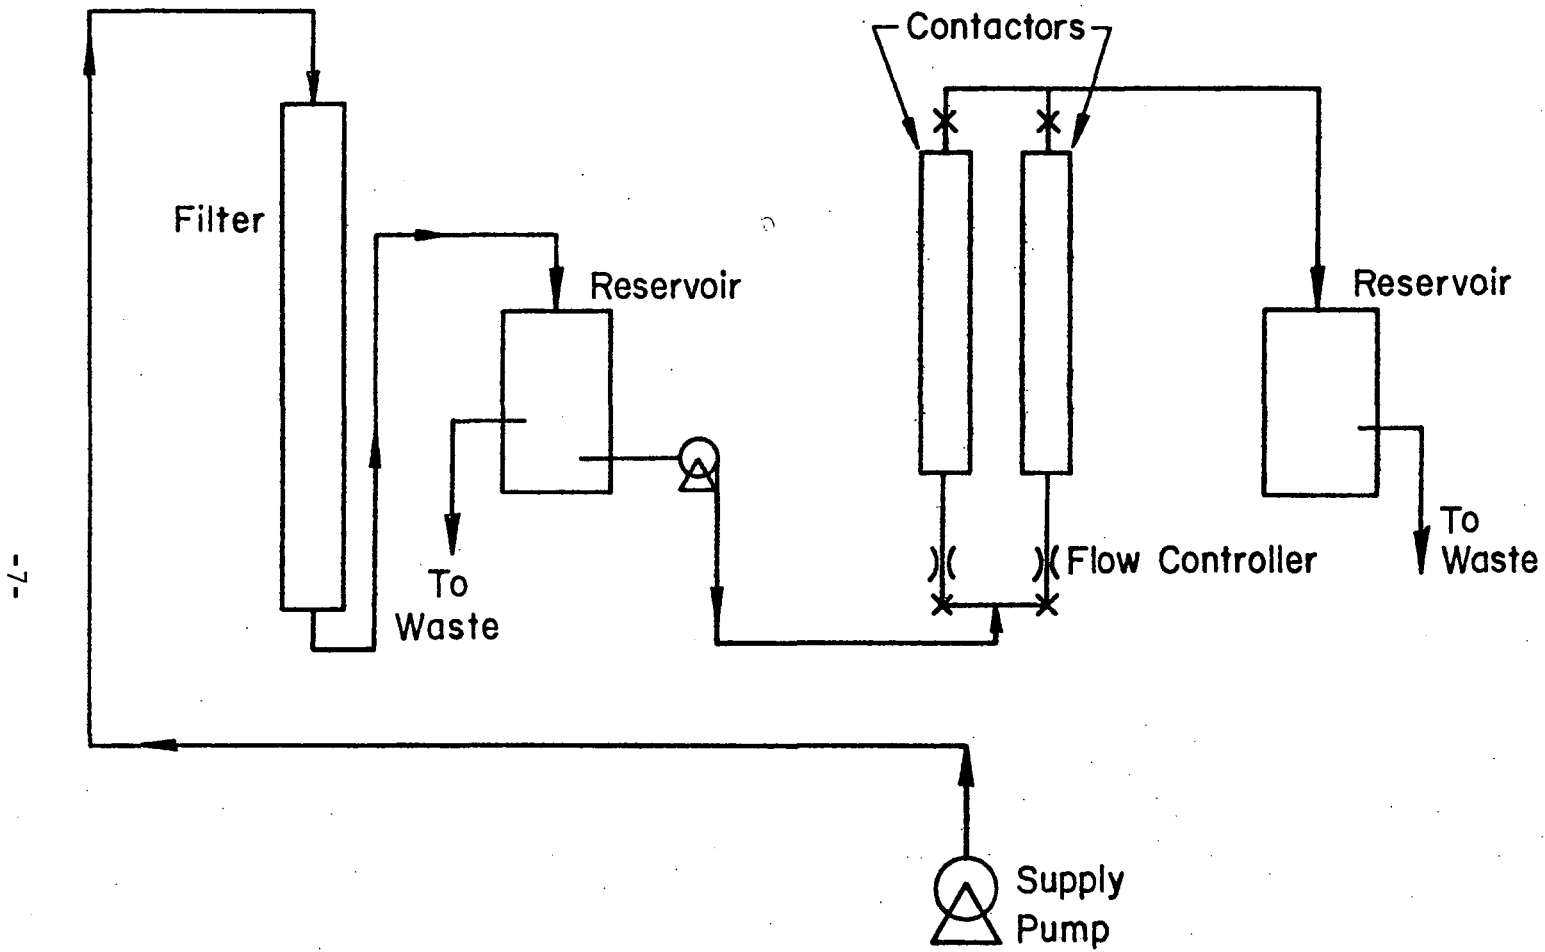 Contactors
Filter
Reservoir
Reservoir
To
Waste
Flow Controller
To
Waste
Supply
Pump
-7-